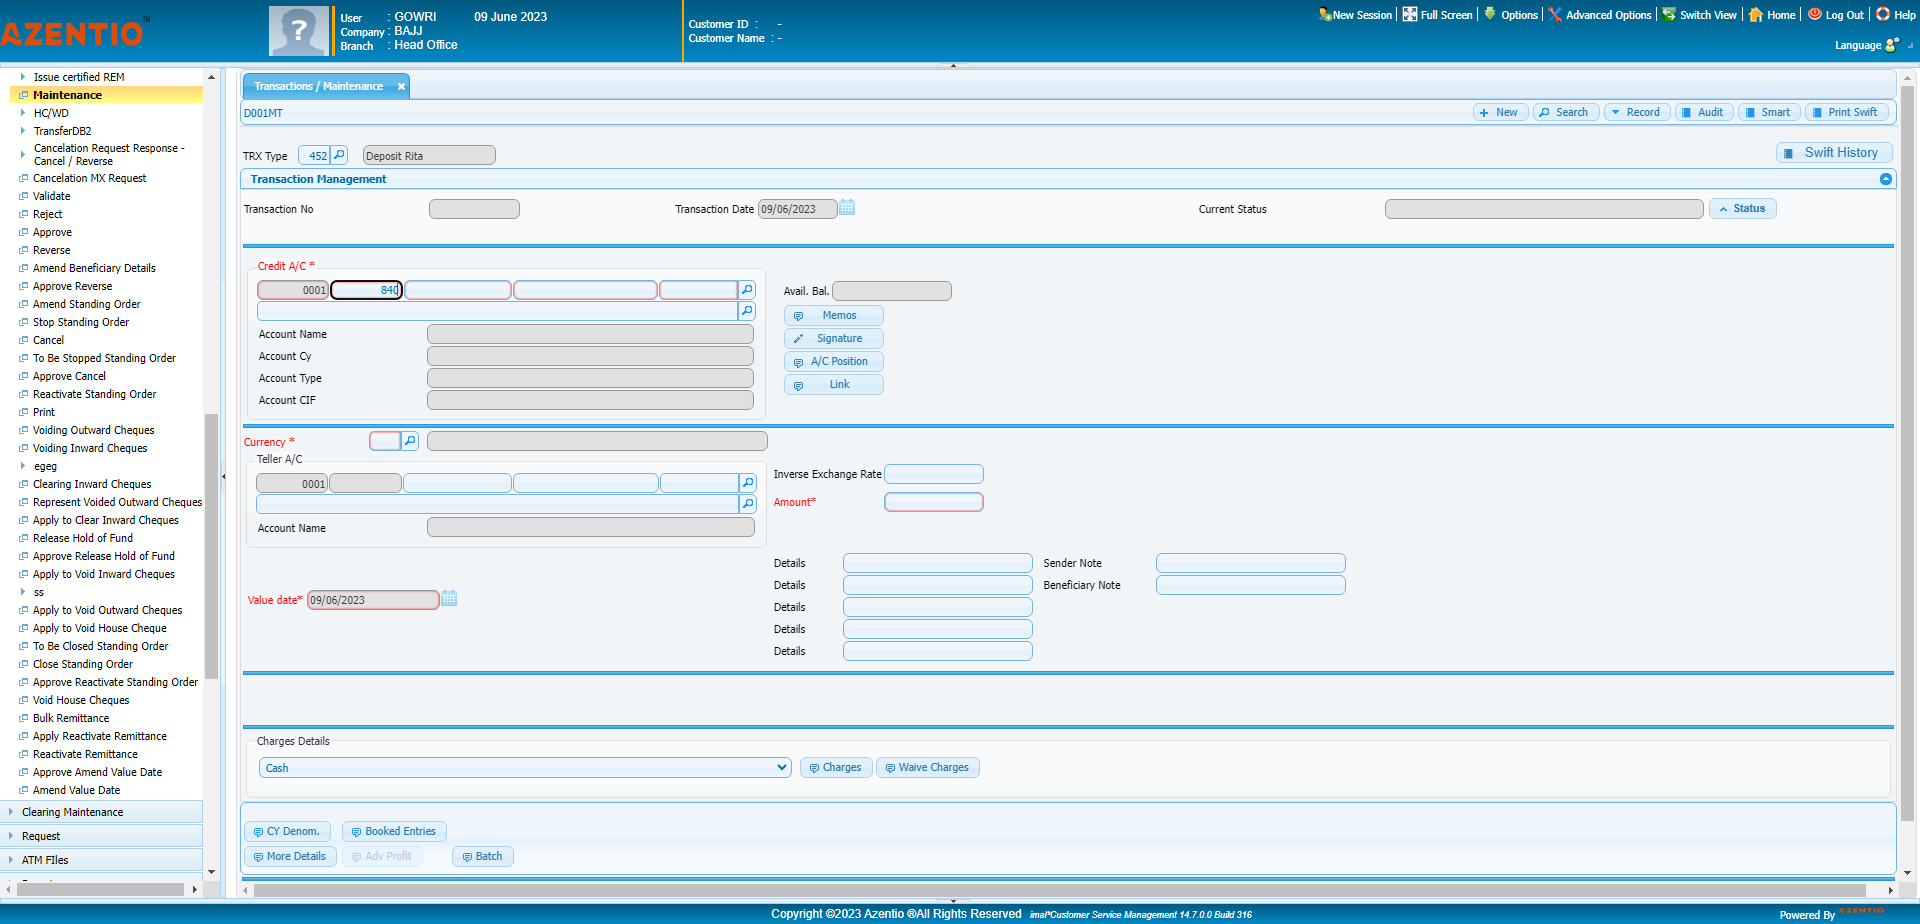 AZENTIO™
User : GOWRI 09 June 2023
Company : BAJJ
Branch : Head Office
Customer ID : -
Customer Name : -
New Session Full Screen Options Advanced Options Switch View Home Log Out Help
Language
Issue certified REM
Maintenance
HC/WD
TransferDB2
Cancelation Request Response -
Cancel / Reverse
Cancelation MX Request
Validate
Reject
Approve
Reverse
Amend Beneficiary Details
Approve Reverse
Amend Standing Order
Stop Standing Order
Cancel
To Be Stopped Standing Order
Approve Cancel
Reactivate Standing Order
Print
Voiding Outward Cheques
Voiding Inward Cheques
egeg
Clearing Inward Cheques
Represent Voided Outward Cheques
Apply to Clear Inward Cheques
Release Hold of Fund
Approve Release Hold of Fund
Apply to Void Inward Cheques
ss
Apply to Void Outward Cheques
Apply to Void House Cheque
To Be Closed Standing Order
Close Standing Order
Approve Reactivate Standing Order
Void House Cheques
Bulk Remittance
Apply Reactivate Remittance
Reactivate Remittance
Approve Amend Value Date
Amend Value Date
Clearing Maintenance
Request
ATM FIles
Transactions / Maintenance
D001MT
New Search Record Audit Smart Print Swift
TRX Type 452 Deposit Rita
Swift History
Transaction Management
Transaction No Transaction Date 09/06/2023 Current Status Status
Credit A/C *
0001 840
Account Name
Account Cy
Account Type
Account CIF
Avail. Bal.
Memos
Signature
A/C Position
Link
Currency *
Teller A/C
0001
Account Name
Inverse Exchange Rate
Amount*
Value date* 09/06/2023
Details Sender Note
Details Beneficiary Note
Details
Details
Details
Charges Details
Cash Charges Waive Charges
CY Denom. Booked Entries
More Details Adv Profit Batch
Copyright ©2023 Azentio ®All Rights Reserved imal*Customer Service Management 14.7.0.0 Build 316
Powered By AZENTIO